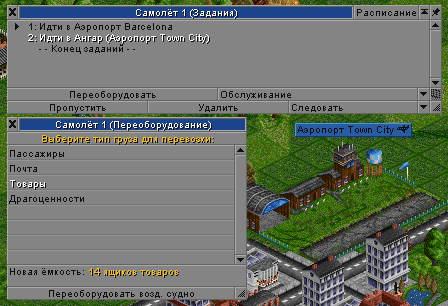 Самолёт 1 (Задания) Расписание
1: Идти в Аэропорт Barcelona
2: Идти в Ангар (Аэропорт Town City)
- - Конец заданий - -
Переоборудовать Обслуживание
Пропустить Удалить Следовать
Самолёт 1 (Переоборудование)
Выберите тип груза для перевозки:
Пассажиры
Почта
Товары
Драгоценности
Новая ёмкость: 14 ящиков товаров
Переоборудовать возд. судно
Аэропорт Town City